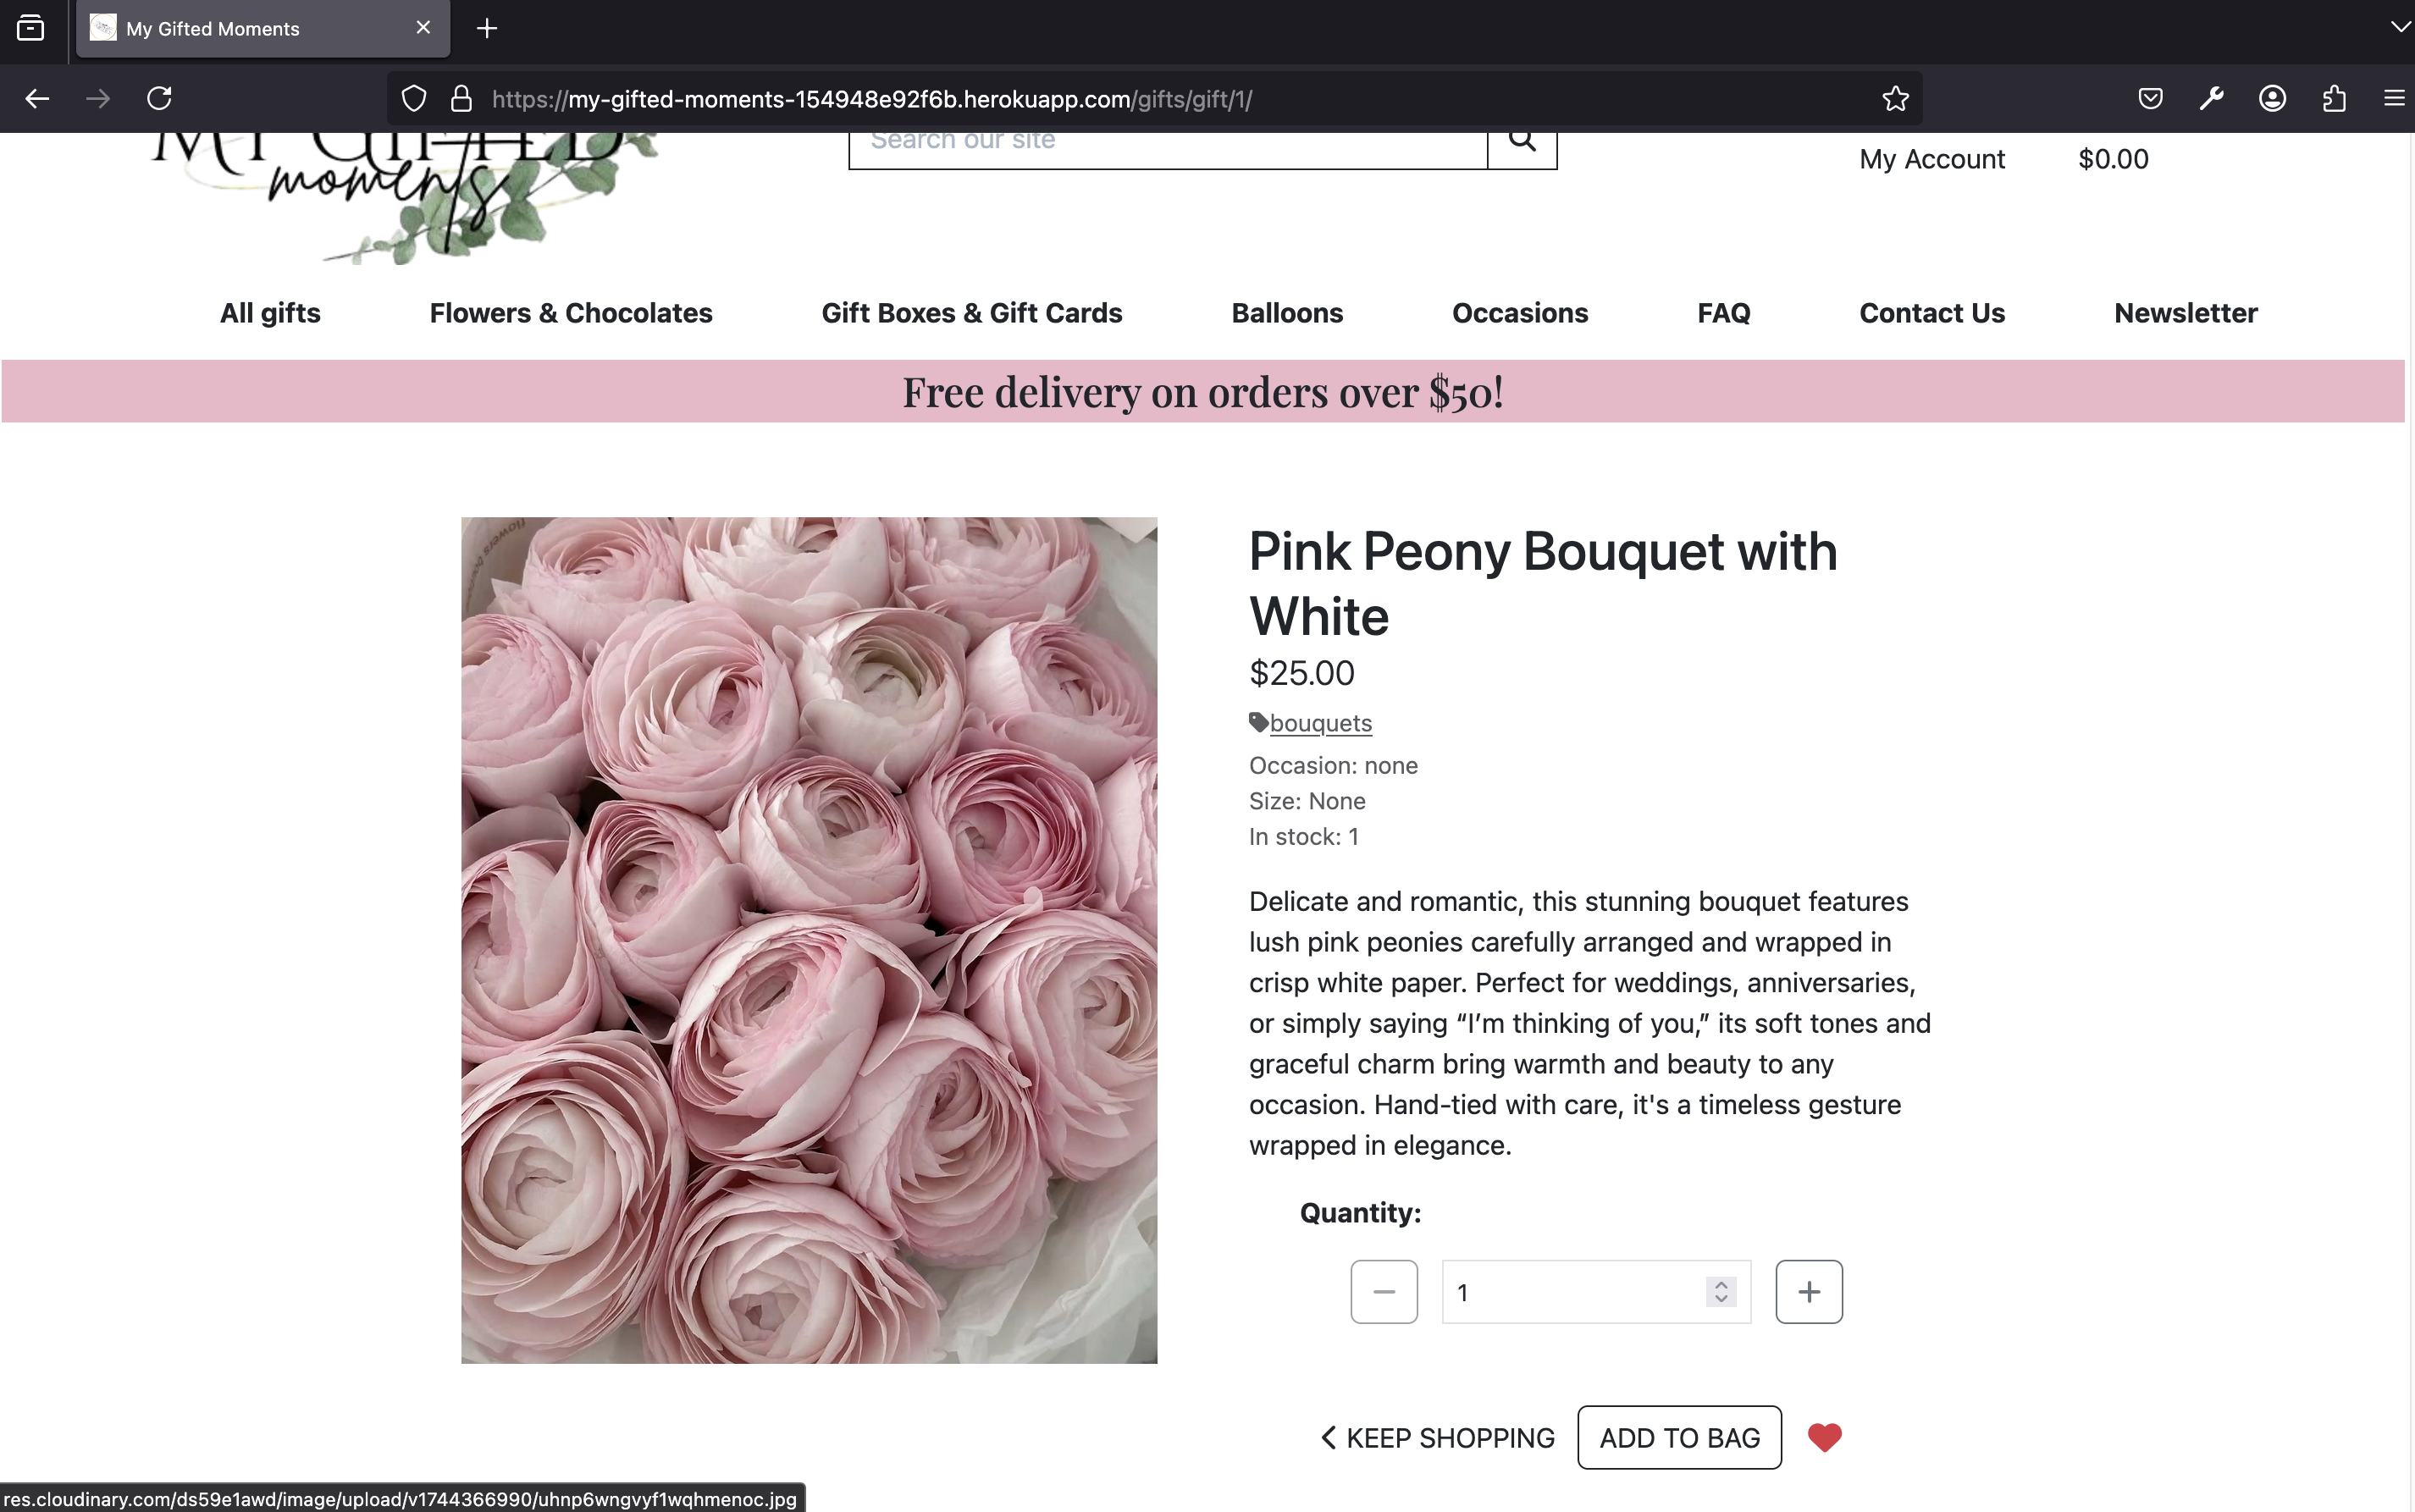 My Gifted Moments
https://my-gifted-moments-154948e92f6b.herokuapp.com/gifts/gift/1/
MY GIFTED
moments
Search our site
My Account
$0.00
All gifts
Flowers & Chocolates
Gift Boxes & Gift Cards
Balloons
Occasions
FAQ
Contact Us
Newsletter
Free delivery on orders over $50!
Pink Peony Bouquet with
White
$25.00
bouquets
Occasion: none
Size: None
In stock: 1
Delicate and romantic, this stunning bouquet features
lush pink peonies carefully arranged and wrapped in
crisp white paper. Perfect for weddings, anniversaries,
or simply saying “I’m thinking of you,” its soft tones and
graceful charm bring warmth and beauty to any
occasion. Hand-tied with care, it's a timeless gesture
wrapped in elegance.
Quantity:
1
KEEP SHOPPING
ADD TO BAG
res.cloudinary.com/ds59e1awd/image/upload/v1744366990/uhnp6wngvyf1wqhmenoc.jpg